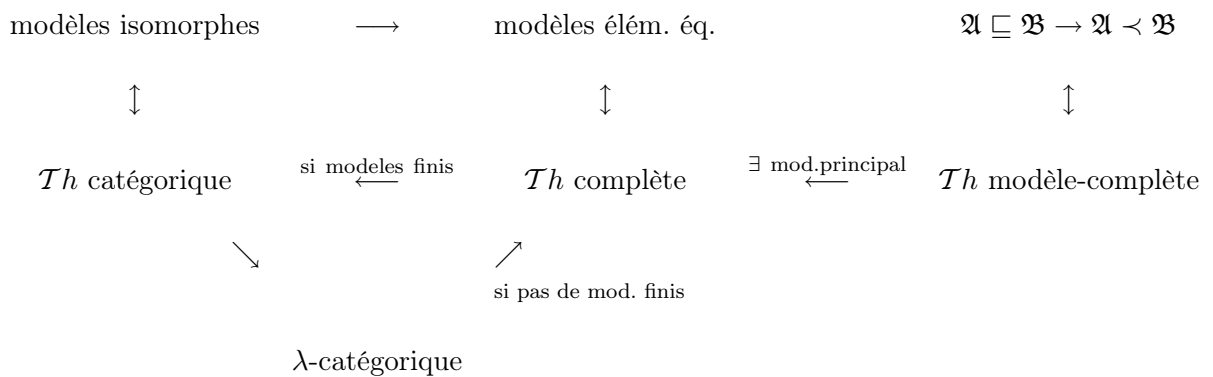 modèles isomorphes ⟶ modèles élém. éq. 𝔄 ⊑ 𝔅 → 𝔄 ≺ 𝔅
↕ ↕ ↕
si modeles finis ∃ mod.principal
𝒯h catégorique ⟵ 𝒯h complète ⟵ 𝒯h modèle-complète
↘ ↗
si pas de mod. finis
λ-catégorique